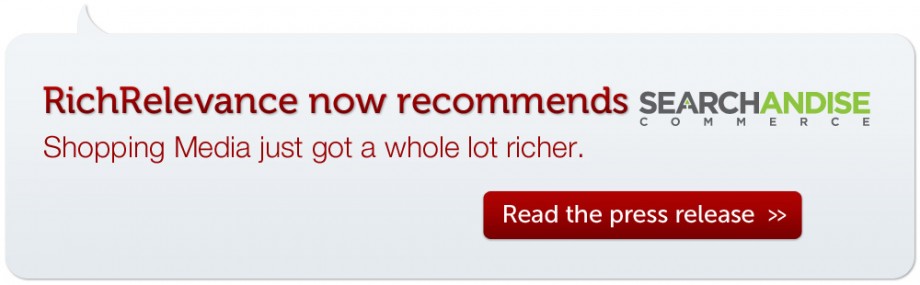 RichRelevance now recommends SEARCHANDISE
COMMERCE
Shopping Media just got a whole lot richer.
Read the press release >>